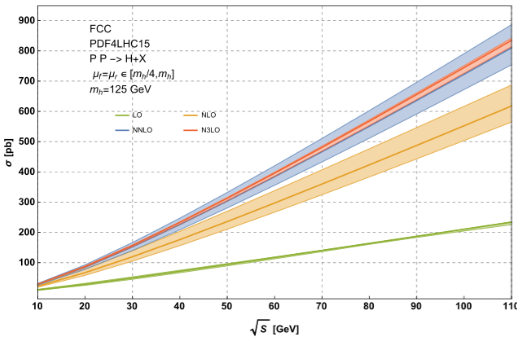 FCC
PDF4LHC15
P P -> H+X
μr=μr ∈ [mh/4,mh]
mh=125 GeV
LO
NLO
NNLO
N3LO
σ [pb]
900
800
700
600
500
400
300
200
100
10
20
30
40
50
60
70
80
90
100
110
√S [GeV]